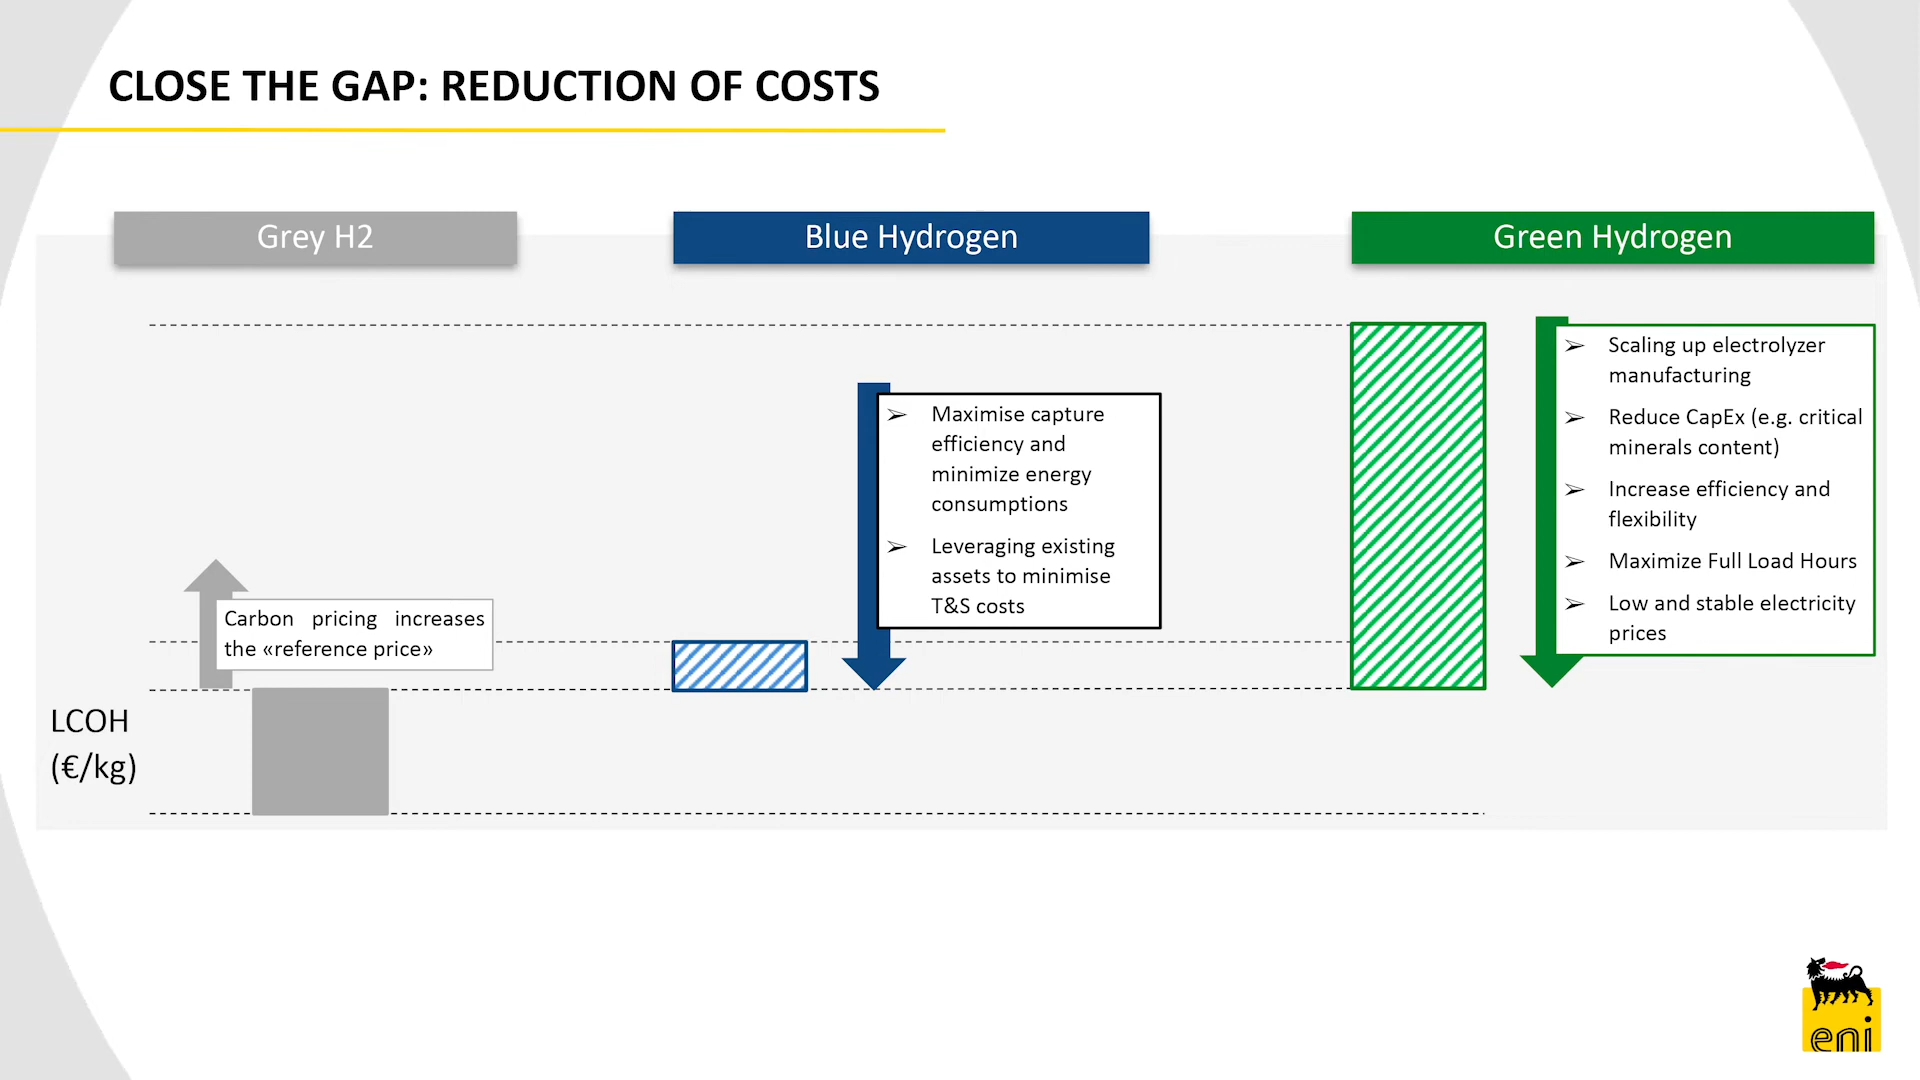 CLOSE THE GAP: REDUCTION OF COSTS
Grey H2
Blue Hydrogen
Green Hydrogen
Carbon pricing increases
the «reference price»
LCOH
(€/kg)
➢ Maximise capture
efficiency and
minimize energy
consumptions
➢ Leveraging existing
assets to minimise
T&S costs
➢ Scaling up electrolyzer
manufacturing
➢ Reduce CapEx (e.g. critical
minerals content)
➢ Increase efficiency and
flexibility
➢ Maximize Full Load Hours
➢ Low and stable electricity
prices
eni